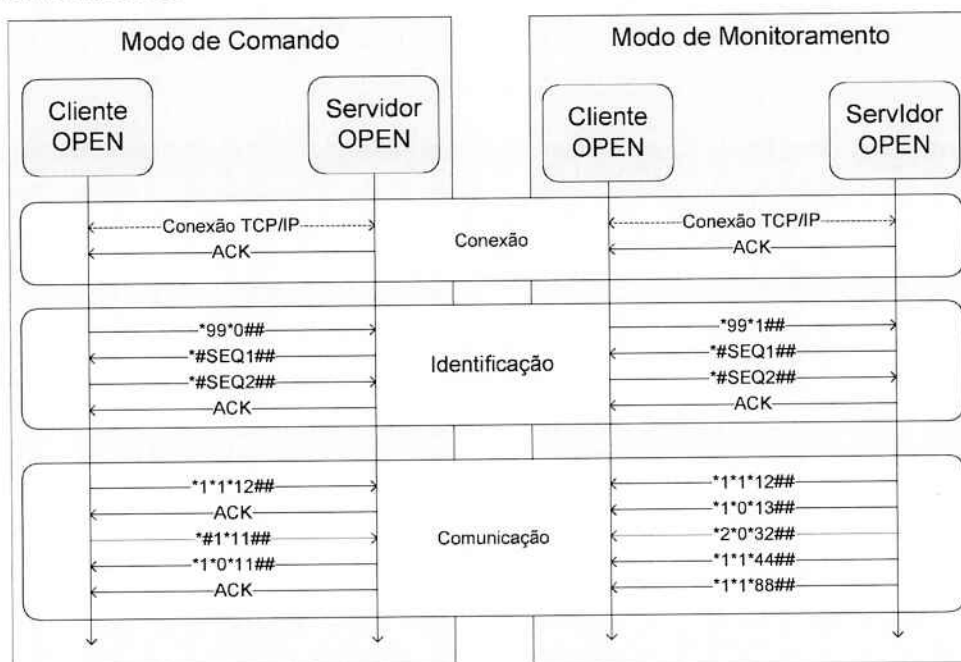 Modo de Comando
Cliente
OPEN
Servidor
OPEN
Modo de Monitoramento
Cliente
OPEN
ServIdor
OPEN
Conexão TCP/IP
ACK
Conexão
Conexão TCP/IP
ACK
*99*0##
*#SEQ1##
*#SEQ2##
ACK
Identificação
*99*1##
*#SEQ1##
*#SEQ2##
ACK
*1*1*12##
ACK
*#1*11##
*1*0*11##
ACK
Comunicação
*1*1*12##
*1*0*13##
*2*0*32##
*1*1*44##
*1*1*88##